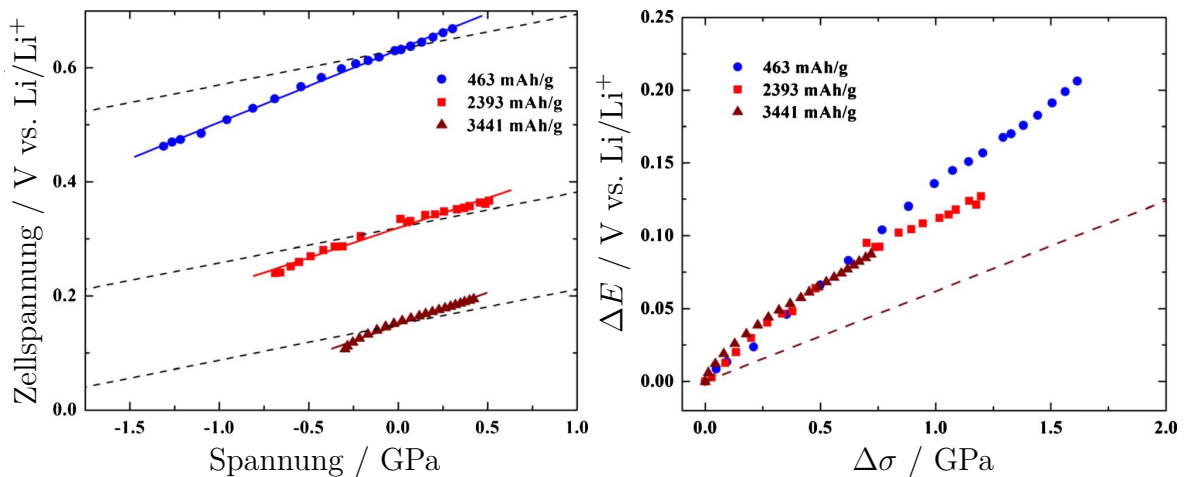 Zellspannung / V vs. Li/Li⁺
0.6
0.4
0.2
0.0
463 mAh/g
2393 mAh/g
3441 mAh/g
-1.5 -1.0 -0.5 0.0 0.5 1.0
Spannung / GPa
ΔE / V vs. Li/Li⁺
0.25
0.20
0.15
0.10
0.05
0.00
463 mAh/g
2393 mAh/g
3441 mAh/g
0.0 0.5 1.0 1.5 2.0
Δσ / GPa